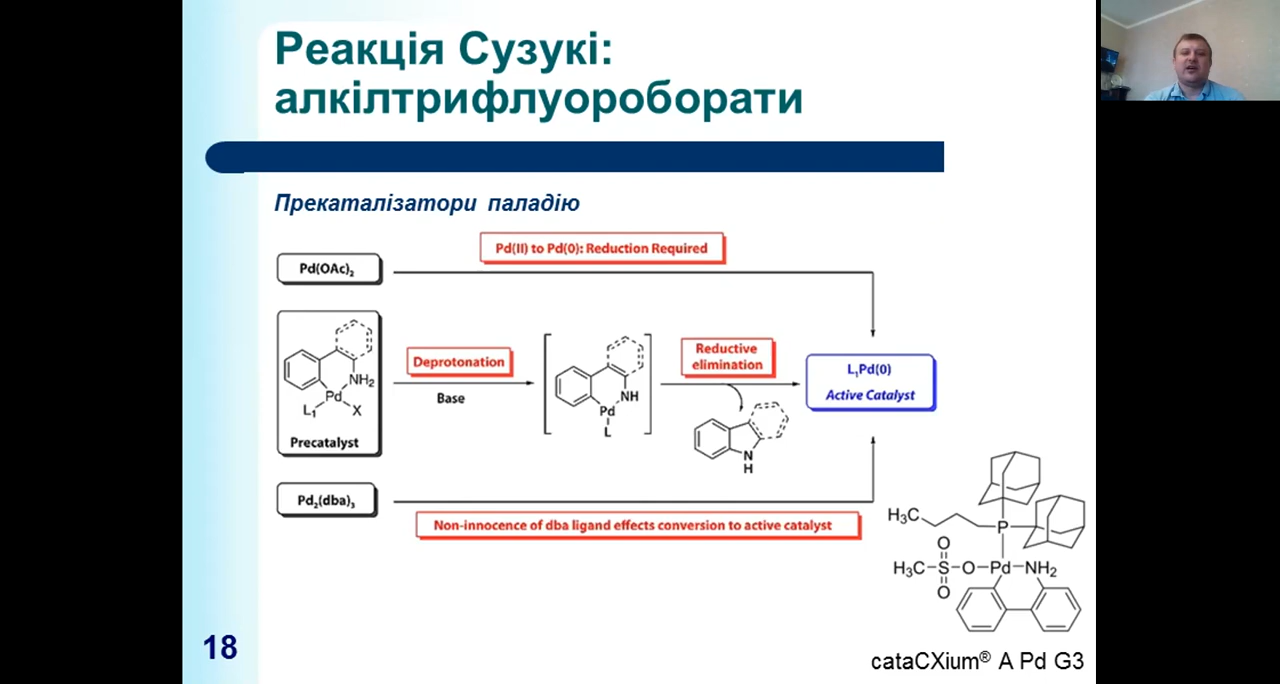 Реакція Сузукі:
алкілтрифлуороборати
Прекаталізатори паладію
Pd(II) to Pd(0): Reduction Required
Pd(OAc)₂
NH₂
Pd
L₁
X
Precatalyst
Deprotonation
Base
NH
Pd
L
Reductive
elimination
N
H
L₁Pd(0)
Active Catalyst
Pd₂(dba)₃
Non-innocence of dba ligand effects conversion to active catalyst
H₃C
P
O
H₃C-S-O-Pd-NH₂
O
18
cataCXium® A Pd G3